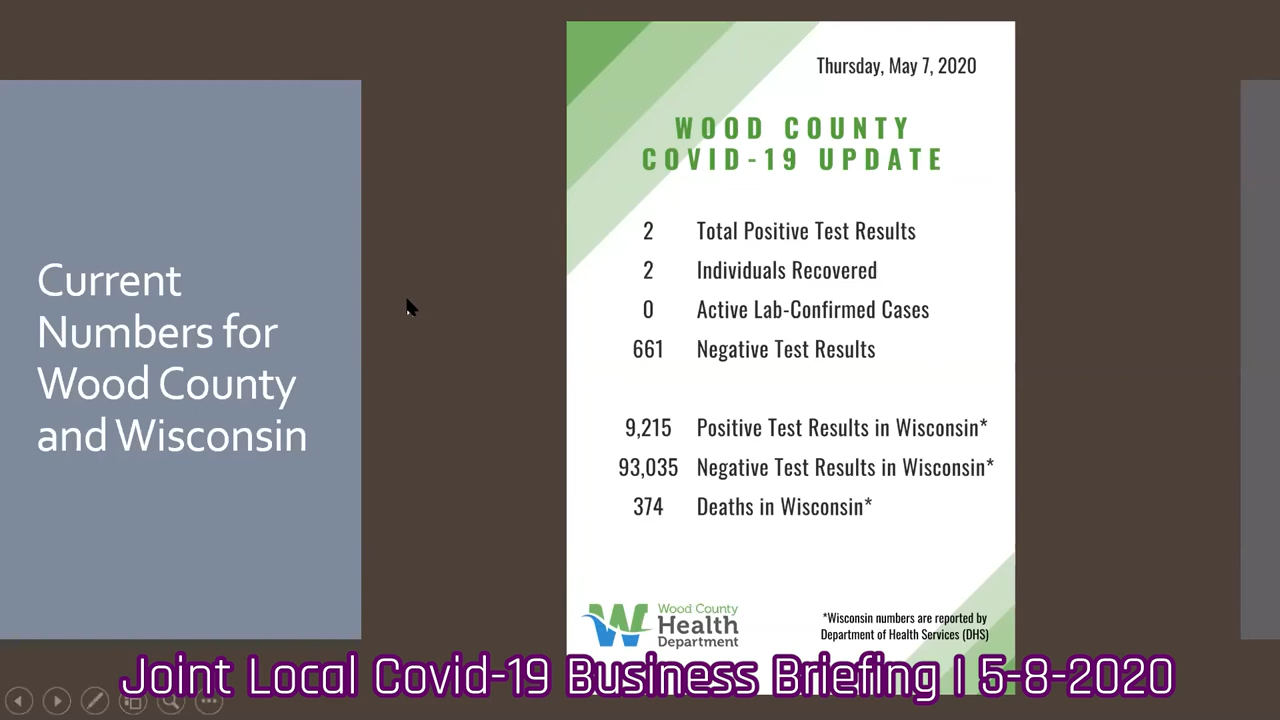 Current
Numbers for
Wood County
and Wisconsin
Thursday, May 7, 2020
WOOD COUNTY
COVID-19 UPDATE
2 Total Positive Test Results
2 Individuals Recovered
0 Active Lab-Confirmed Cases
661 Negative Test Results
9,215 Positive Test Results in Wisconsin*
93,035 Negative Test Results in Wisconsin*
374 Deaths in Wisconsin*
W Wood County
Health
Department
*Wisconsin numbers are reported by
Department of Health Services (DHS)
Joint Local Covid-19 Business Briefing | 5-8-2020